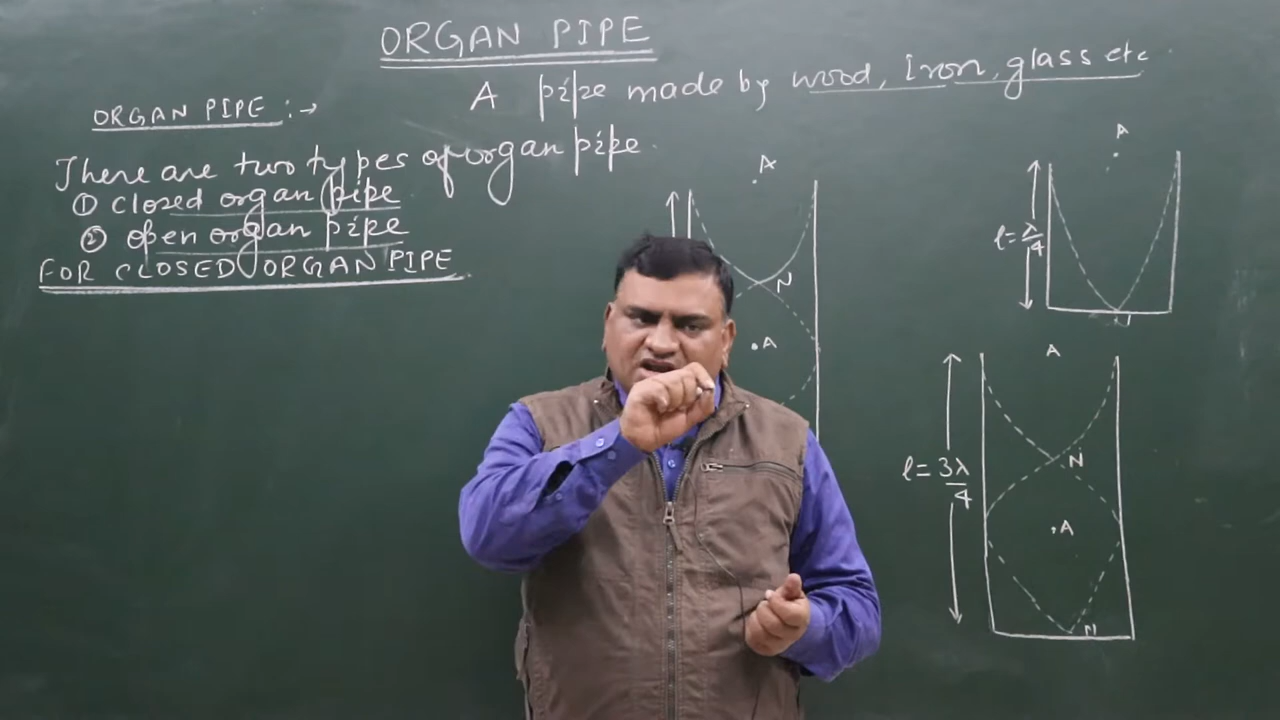 ORGAN PIPE
A pipe made by wood, Iron, glass etc
ORGAN PIPE :→
There are two types of organ pipe.
① closed organ pipe
② open organ pipe
FOR CLOSED ORGAN PIPE
A
N
A
A
l = λ/4
N
A
l = 3λ/4
N
A
N